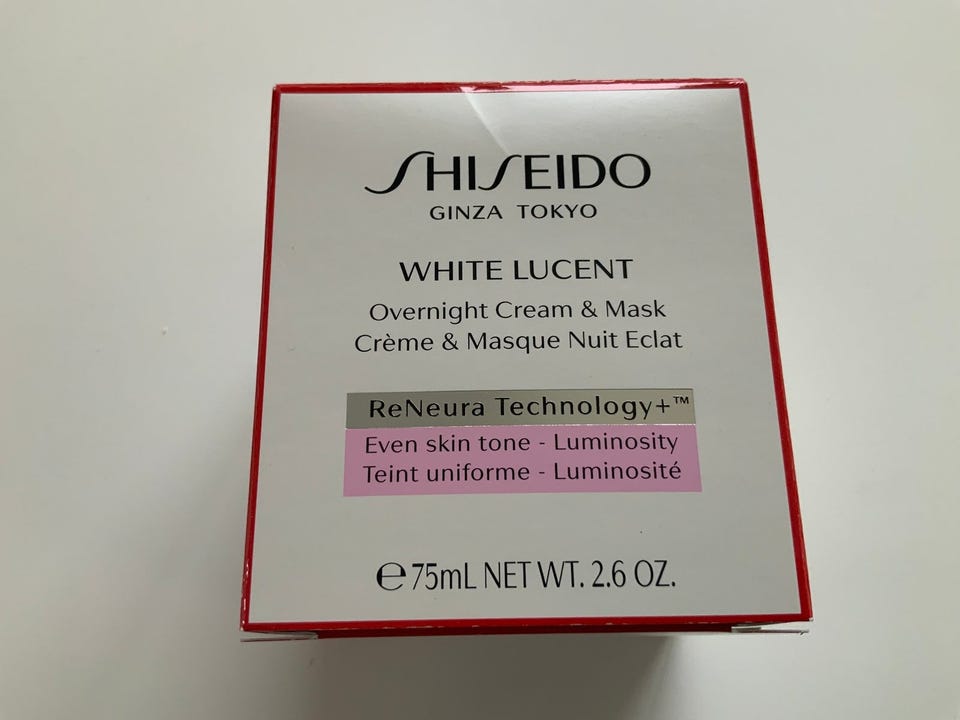 SHISEIDO
GINZA TOKYO
WHITE LUCENT
Overnight Cream & Mask
Crème & Masque Nuit Eclat
ReNeura Technology+™
Even skin tone - Luminosity
Teint uniforme - Luminosité
℮75mL NET WT. 2.6 OZ.